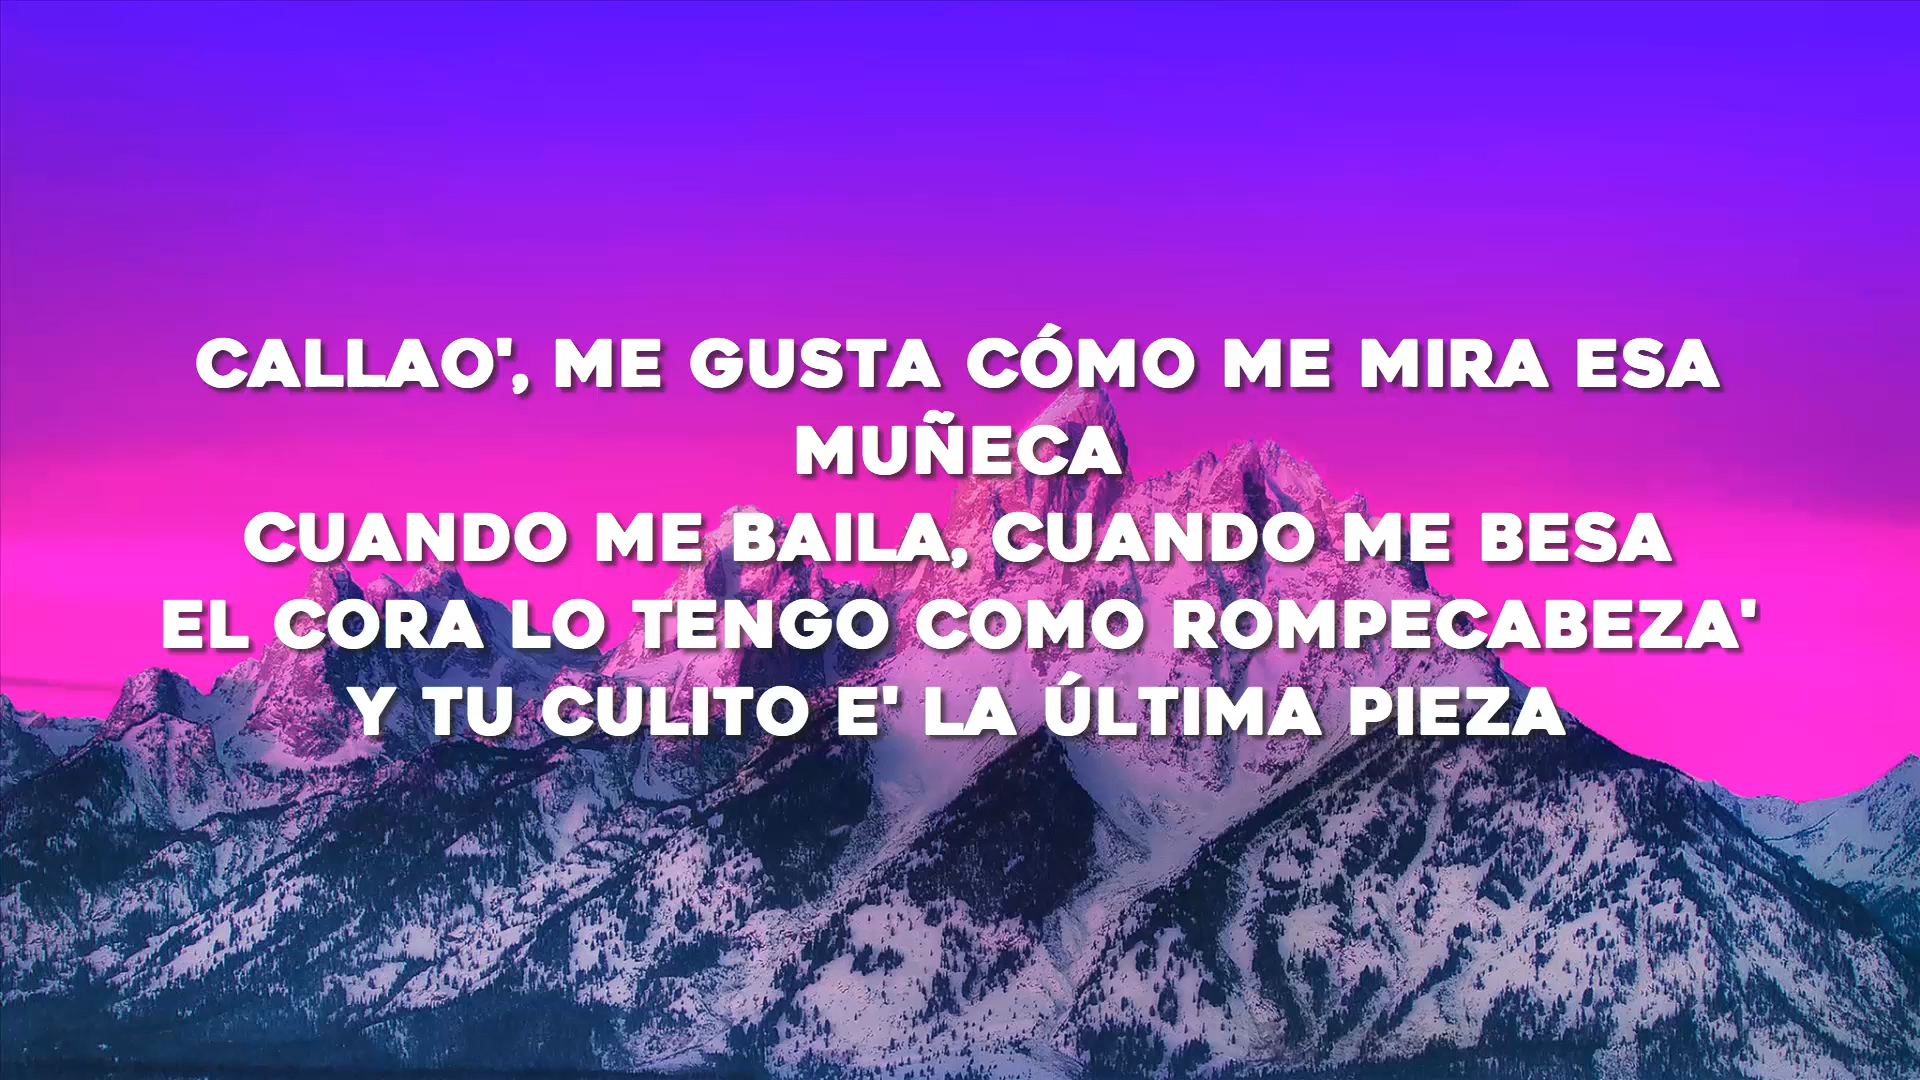 CALLAO', ME GUSTA CÓMO ME MIRA ESA
MUÑECA
CUANDO ME BAILA, CUANDO ME BESA
EL CORA LO TENGO COMO ROMPECABEZA'
Y TU CULITO E' LA ÚLTIMA PIEZA